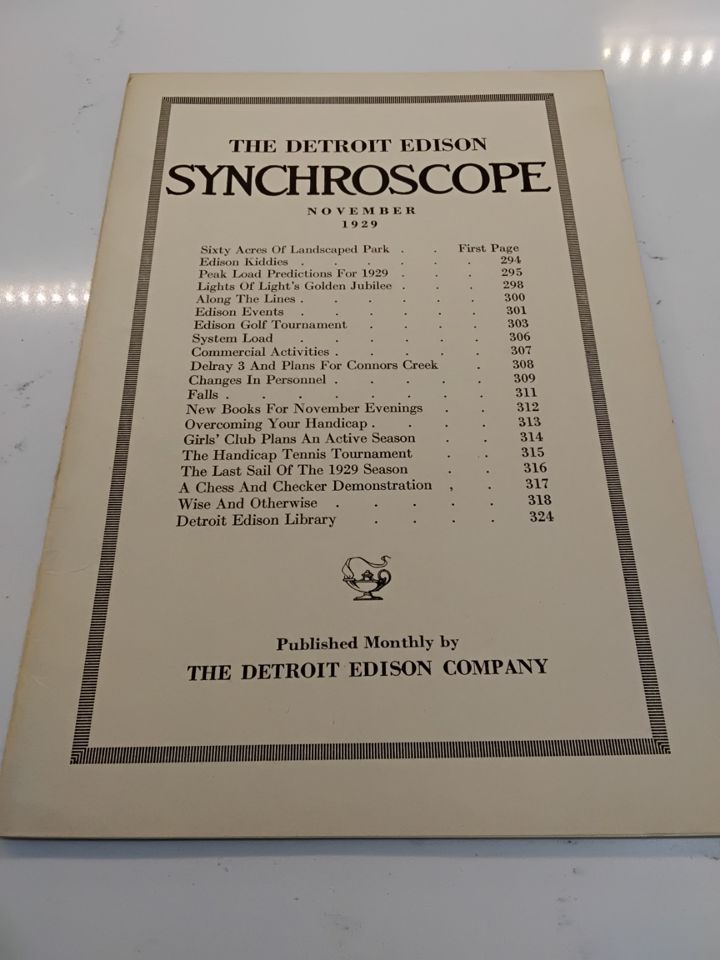 THE DETROIT EDISON
SYNCHROSCOPE
NOVEMBER
1929
Sixty Acres Of Landscaped Park . . First Page
Edison Kiddies . . . . . . 294
Peak Load Predictions For 1929 . . . 295
Lights Of Light's Golden Jubilee . . . 298
Along The Lines . . . . . . 300
Edison Events . . . . . . 301
Edison Golf Tournament . . . . 303
System Load . . . . . . 306
Commercial Activities . . . . . 307
Delray 3 And Plans For Connors Creek . 308
Changes In Personnel . . . . . 309
Falls . . . . . . . . 311
New Books For November Evenings . . 312
Overcoming Your Handicap . . . . 313
Girls' Club Plans An Active Season . . 314
The Handicap Tennis Tournament . . 315
The Last Sail Of The 1929 Season . . 316
A Chess And Checker Demonstration , . 317
Wise And Otherwise . . . . . 318
Detroit Edison Library . . . . 324
Published Monthly by
THE DETROIT EDISON COMPANY